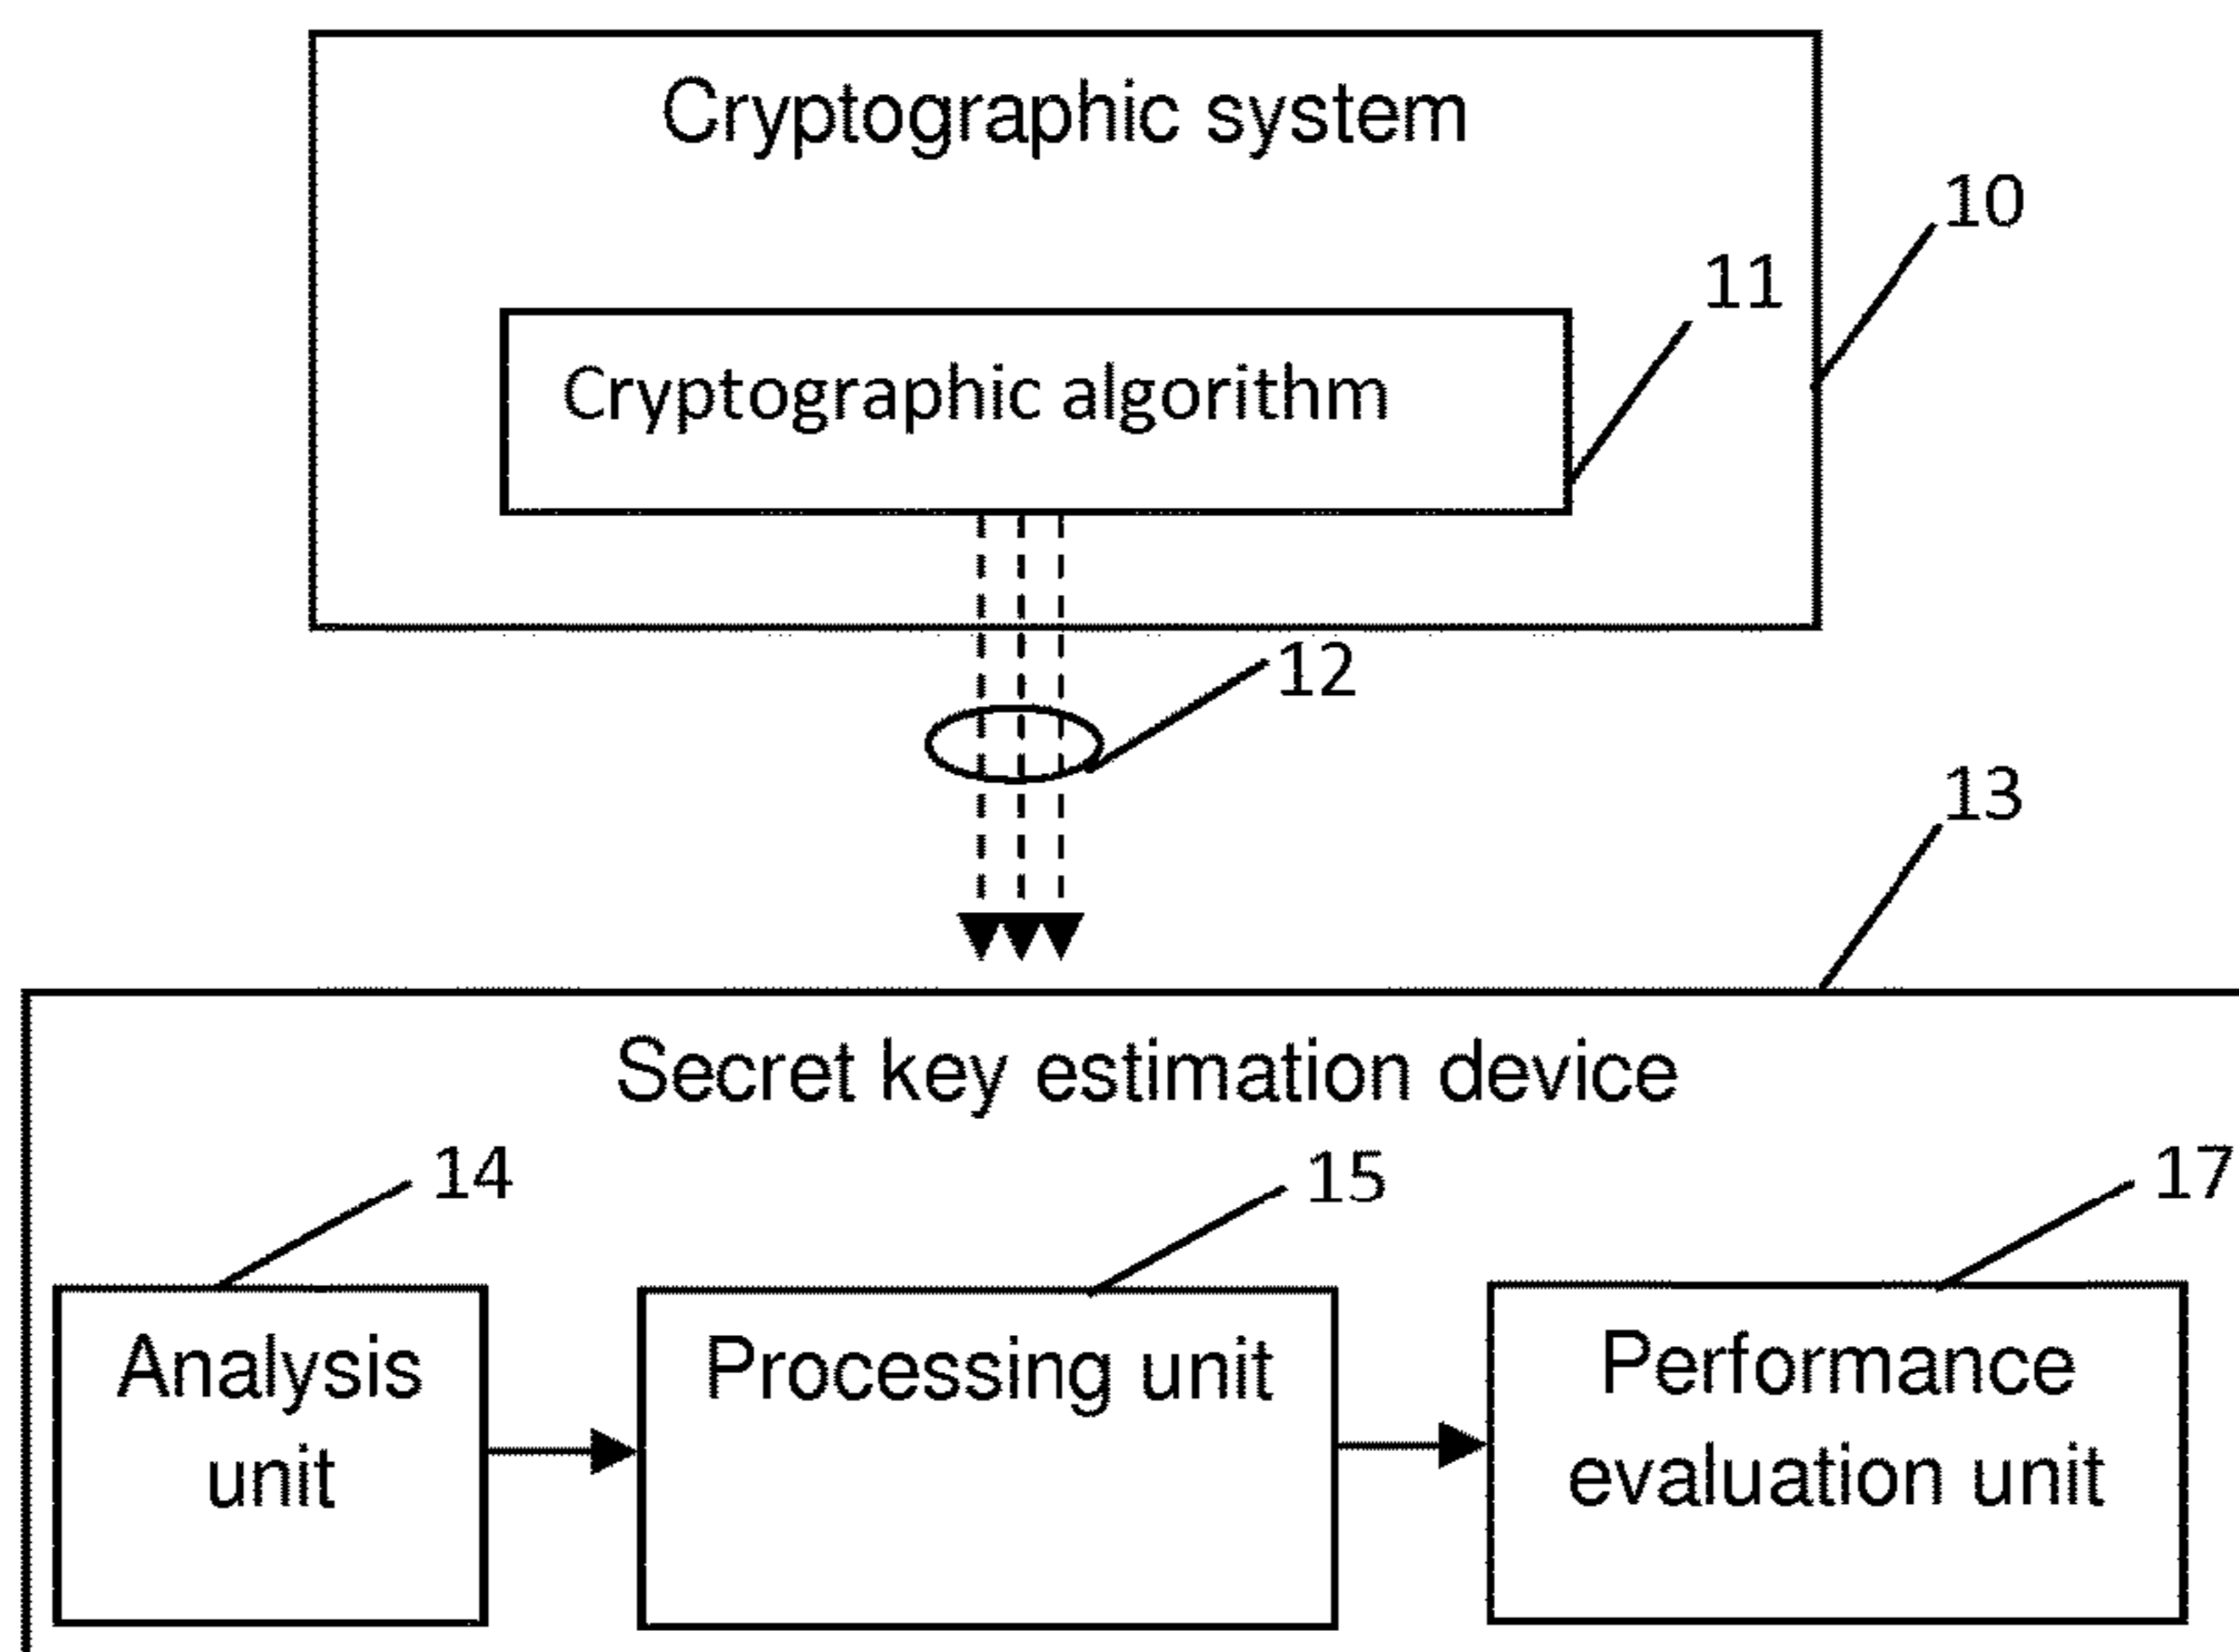 Cryptographic system
10
11
Cryptographic algorithm
12
13
Secret key estimation device
14
15
17
Analysis
unit
Processing unit
Performance
evaluation unit